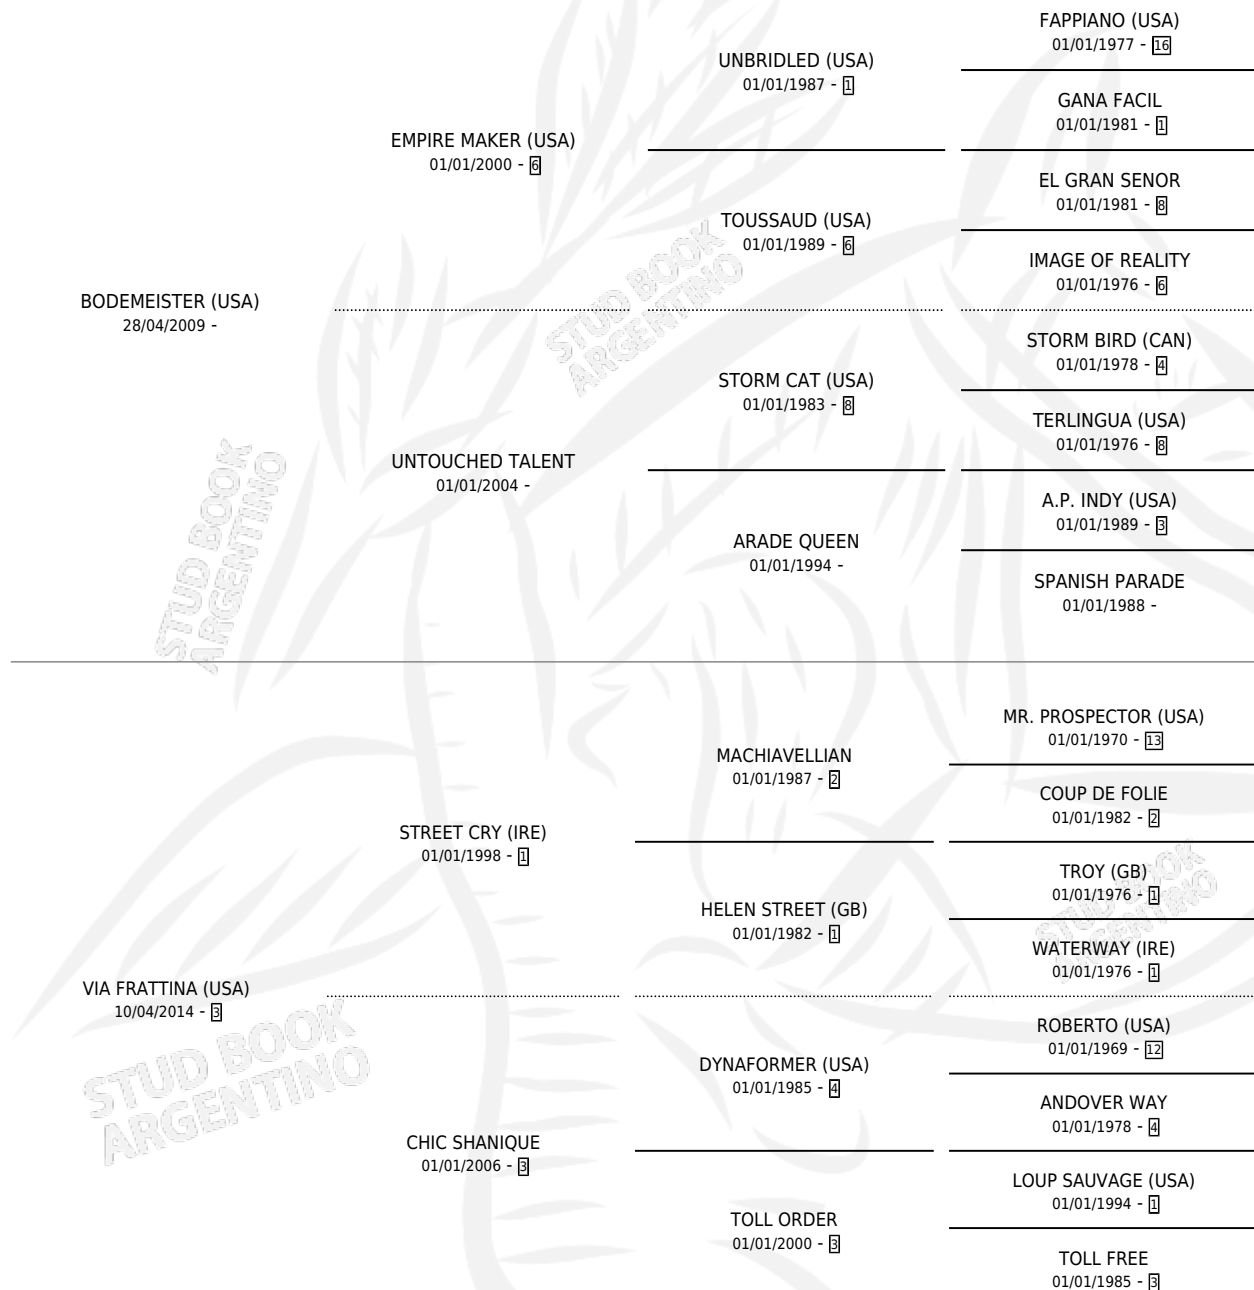 FAPPIANO (USA)
01/01/1977 - 16
UNBRIDLED (USA)
01/01/1987 - 1
GANA FACIL
01/01/1981 - 1
EMPIRE MAKER (USA)
01/01/2000 - 6
EL GRAN SENOR
01/01/1981 - 8
TOUSSAUD (USA)
01/01/1989 - 6
IMAGE OF REALITY
01/01/1976 - 6
BODEMEISTER (USA)
28/04/2009 -
STORM BIRD (CAN)
01/01/1978 - 4
STORM CAT (USA)
01/01/1983 - 8
TERLINGUA (USA)
01/01/1976 - 8
UNTOUCHED TALENT
01/01/2004 -
A.P. INDY (USA)
01/01/1989 - 3
ARADE QUEEN
01/01/1994 -
SPANISH PARADE
01/01/1988 -
MR. PROSPECTOR (USA)
01/01/1970 - 13
MACHIAVELLIAN
01/01/1987 - 2
COUP DE FOLIE
01/01/1982 - 2
STREET CRY (IRE)
01/01/1998 - 1
TROY (GB)
01/01/1976 - 1
HELEN STREET (GB)
01/01/1982 - 1
WATERWAY (IRE)
01/01/1976 - 1
VIA FRATTINA (USA)
10/04/2014 - 3
ROBERTO (USA)
01/01/1969 - 12
DYNAFORMER (USA)
01/01/1985 - 4
ANDOVER WAY
01/01/1978 - 4
CHIC SHANIQUE
01/01/2006 - 3
LOUP SAUVAGE (USA)
01/01/1994 - 1
TOLL ORDER
01/01/2000 - 3
TOLL FREE
01/01/1985 - 3
STUD BOOK
ARGENTINO
STUD BOOK
ARGENTINO
STUD BOOK
ARGENTINO
STUD BOOK
ARGENTINO